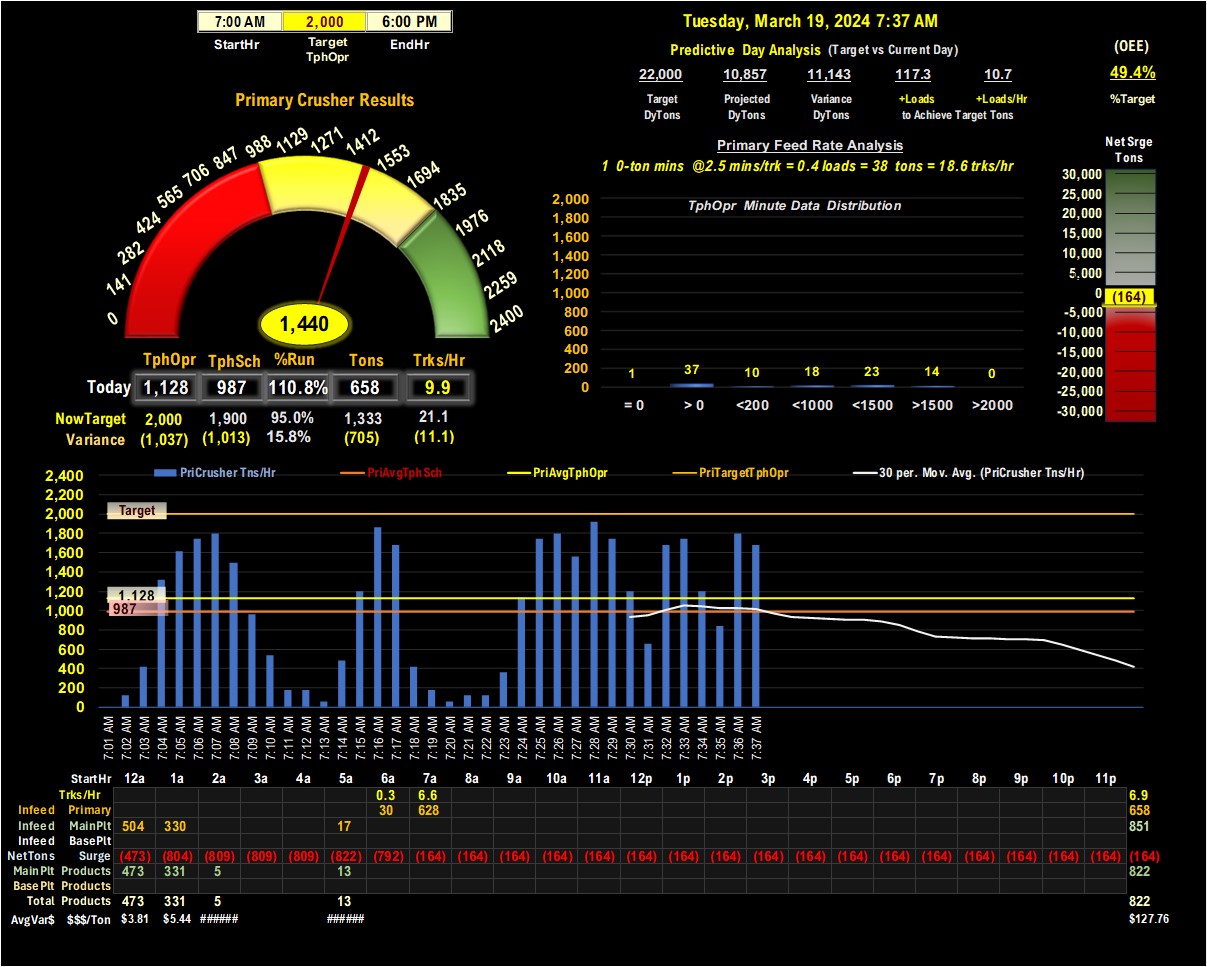 7:00 AM 2,000 6:00 PM
StartHr Target TphOpr EndHr
Tuesday, March 19, 2024 7:37 AM
Predictive Day Analysis (Target vs Current Day)
22,000 10,857 11,143 117.3 10.7
Target Projected Variance +Loads +Loads/Hr
DyTons DyTons DyTons to Achieve Target Tons
(OEE)
49.4%
%Target
Primary Crusher Results
0 141 282 424 565 706 847 988 1129 1271 1412 1553 1694 1835 1976 2118 2259 2400
1,440
TphOpr TphSch %Run Tons Trks/Hr
Today 1,128 987 110.8% 658 9.9
NowTarget 2,000 1,900 95.0% 1,333 21.1
Variance (1,037) (1,013) 15.8% (705) (11.1)
Primary Feed Rate Analysis
1 0-ton mins @2.5 mins/trk = 0.4 loads = 38 tons = 18.6 trks/hr
TphOpr Minute Data Distribution
2,000
1,800
1,600
1,400
1,200
1,000
800
600
400
200
0
1 37 10 18 23 14 0
= 0 > 0 <200 <1000 <1500 >1500 >2000
Net Srge
Tons
30,000
25,000
20,000
15,000
10,000
5,000
0
(164)
-5,000
-10,000
-15,000
-20,000
-25,000
-30,000
PriCrusher Tns/Hr PriAvgTphSch PriAvgTphOpr PriTargetTphOpr 30 per. Mov. Avg. (PriCrusher Tns/Hr)
2,400
2,200
2,000
1,800
1,600
1,400
1,200
1,000
800
600
400
200
0
Target
1,128
987
7:01 AM 7:02 AM 7:03 AM 7:04 AM 7:05 AM 7:06 AM 7:07 AM 7:08 AM 7:09 AM 7:10 AM 7:11 AM 7:12 AM 7:13 AM 7:14 AM 7:15 AM 7:16 AM 7:17 AM 7:18 AM 7:19 AM 7:20 AM 7:21 AM 7:22 AM 7:23 AM 7:24 AM 7:25 AM 7:26 AM 7:27 AM 7:28 AM 7:29 AM 7:30 AM 7:31 AM 7:32 AM 7:33 AM 7:34 AM 7:35 AM 7:36 AM 7:37 AM
StartHr 12a 1a 2a 3a 4a 5a 6a 7a 8a 9a 10a 11a 12p 1p 2p 3p 4p 5p 6p 7p 8p 9p 10p 11p
Trks/Hr 0.3 6.6 6.9
Infeed Primary 30 628 658
Infeed MainPlt 504 330 17 851
Infeed BasePlt
NetTons Surge (473) (804) (809) (809) (809) (822) (792) (164) (164) (164) (164) (164) (164) (164) (164) (164) (164) (164) (164) (164) (164) (164) (164) (164) (164)
MainPlt Products 473 331 5 13 822
BasePlt Products
Total Products 473 331 5 13 822
AvgVar$ $$$/Ton $3.81 $5.44 ###### ###### $127.76